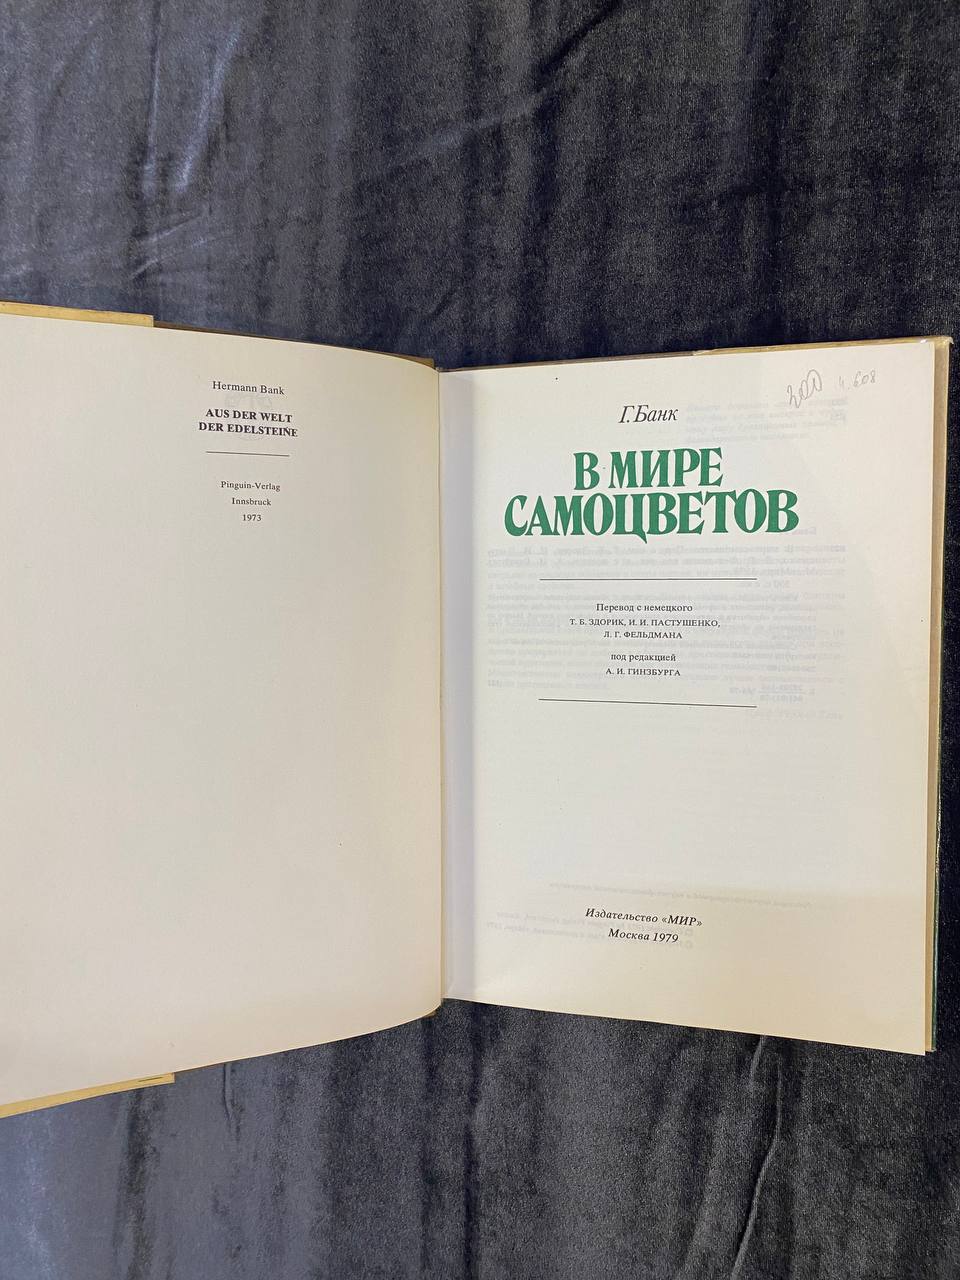 Hermann Bank
AUS DER WELT
DER EDELSTEINE
Pinguin-Verlag
Innsbruck
1973
Г. Банк
В МИРЕ
САМОЦВЕТОВ
Перевод с немецкого
Т. Б. ЗДОРИК, И. И. ПАСТУШЕНКО,
Л. Г. ФЕЛЬДМАНА
под редакцией
А. И. ГИНЗБУРГА
Издательство «МИР»
Москва 1979